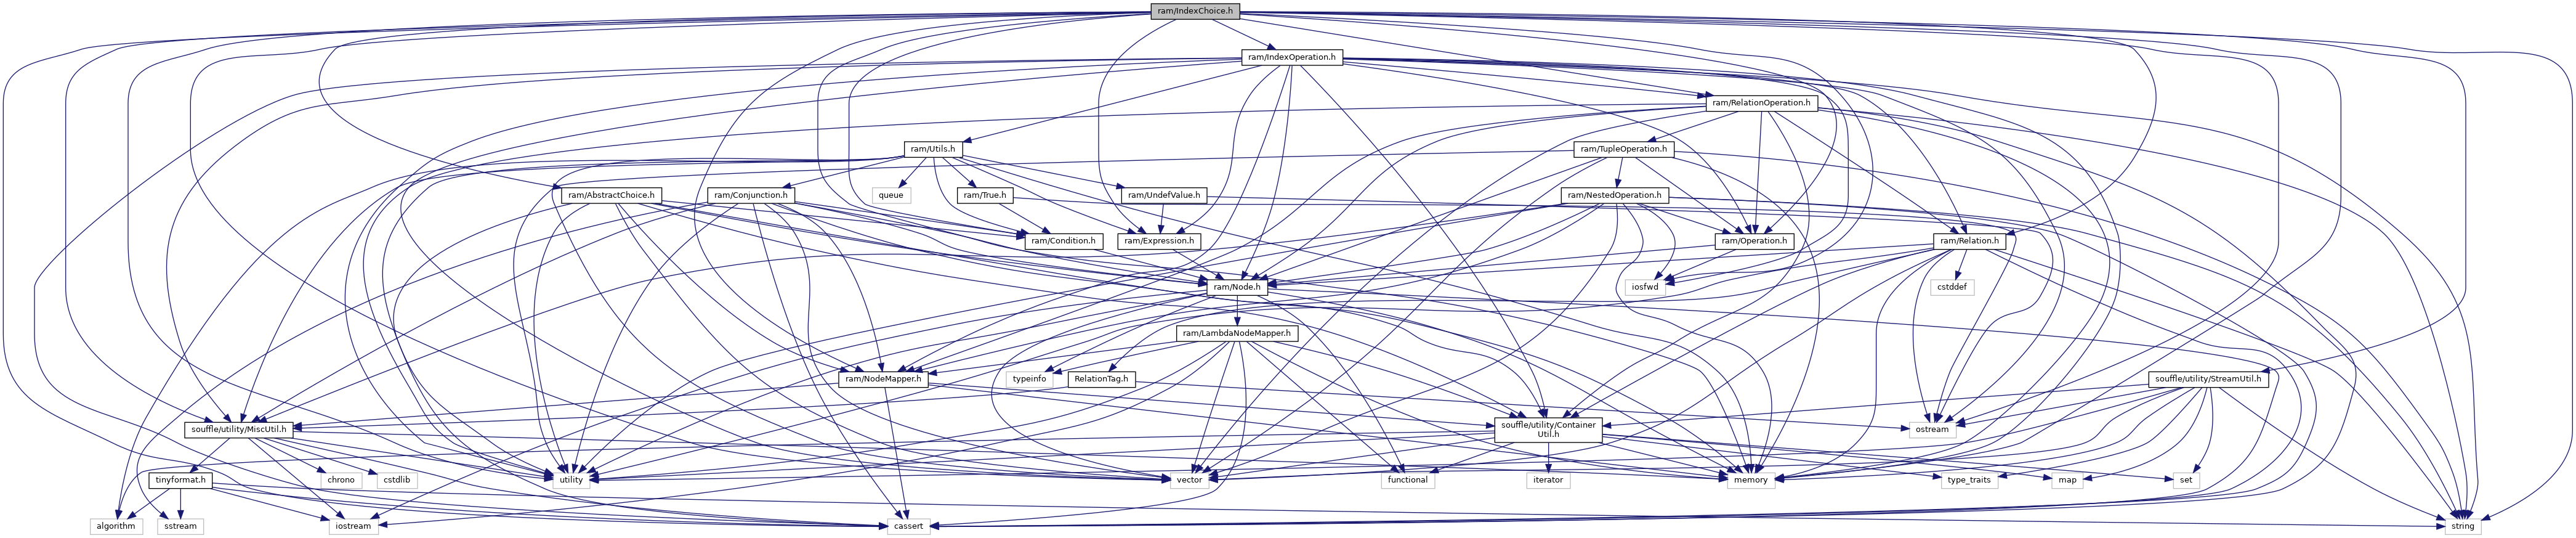 ram/IndexChoice.h
ram/IndexOperation.h
ram/RelationOperation.h
ram/Utils.h
ram/TupleOperation.h
ram/AbstractChoice.h
ram/Conjunction.h
queue
ram/True.h
ram/UndefValue.h
ram/NestedOperation.h
ram/Condition.h
ram/Expression.h
ram/Operation.h
ram/Relation.h
ram/Node.h
iosfwd
cstddef
ram/LambdaNodeMapper.h
ram/NodeMapper.h
typeinfo
RelationTag.h
souffle/utility/StreamUtil.h
souffle/utility/MiscUtil.h
souffle/utility/Container
Util.h
ostream
tinyformat.h
chrono
cstdlib
utility
vector
functional
iterator
memory
type_traits
map
set
algorithm
sstream
iostream
cassert
string